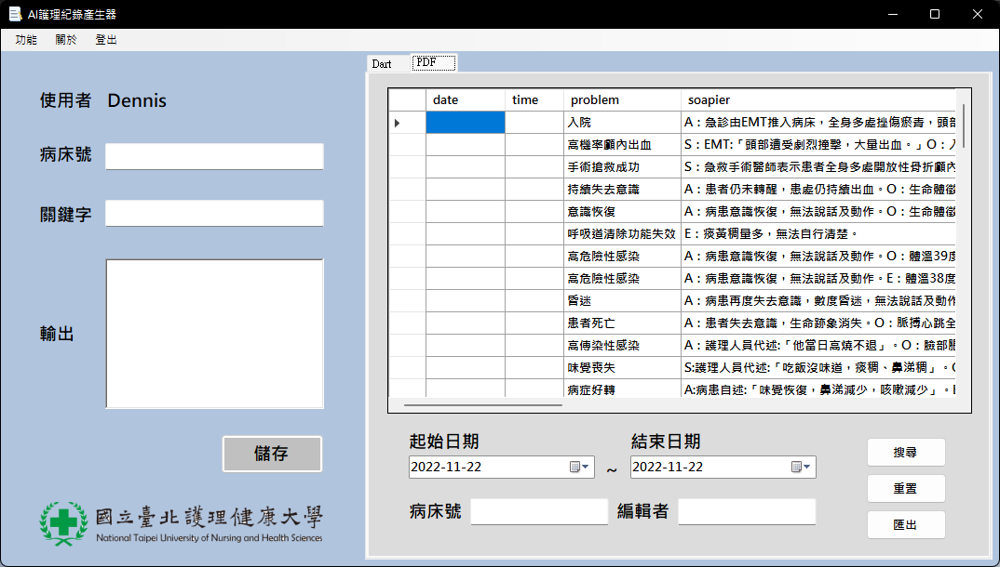 AI護理紀錄產生器
功能 關於 登出
使用者 Dennis
病床號
關鍵字
輸出
儲存
國立臺北護理健康大學
National Taipei University of Nursing and Health Sciences
Dart PDF
date time problem soapier
入院 A：急診由EMT推入病床，全身多處挫傷瘀青，頭部
高機率顱內出血 S：EMT:「頭部遭受劇烈撞擊，大量出血。」O：入
手術搶救成功 S：急救手術醫師表示患者全身多處開放性骨折顱內
持續失去意識 A：患者仍未轉醒，患處仍持續出血。O：生命體徵
意識恢復 A：病患意識恢復，無法說話及動作。O：生命體徵
呼吸道清除功能失效 E：痰黃稠量多，無法自行清楚。
高危險性感染 A：病患意識恢復，無法說話及動作。O：體溫39度
高危險性感染 A：病患意識恢復，無法說話及動作。E：體溫38度
昏迷 A：病患再度失去意識，數度昏迷，無法說話及動作
患者死亡 A：患者失去意識，生命跡象消失。O：脈搏心跳全
高傳染性感染 A：護理人員代述:「他當日高燒不退」。O：臉部
味覺喪失 S:護理人員代述:「吃飯沒味道，痰稠、鼻涕稠」。
病症好轉 A:病患自述:「味覺恢復，鼻涕減少，咳嗽減少」。
起始日期 結束日期
2022-11-22 ~ 2022-11-22
病床號 編輯者
搜尋
重置
匯出